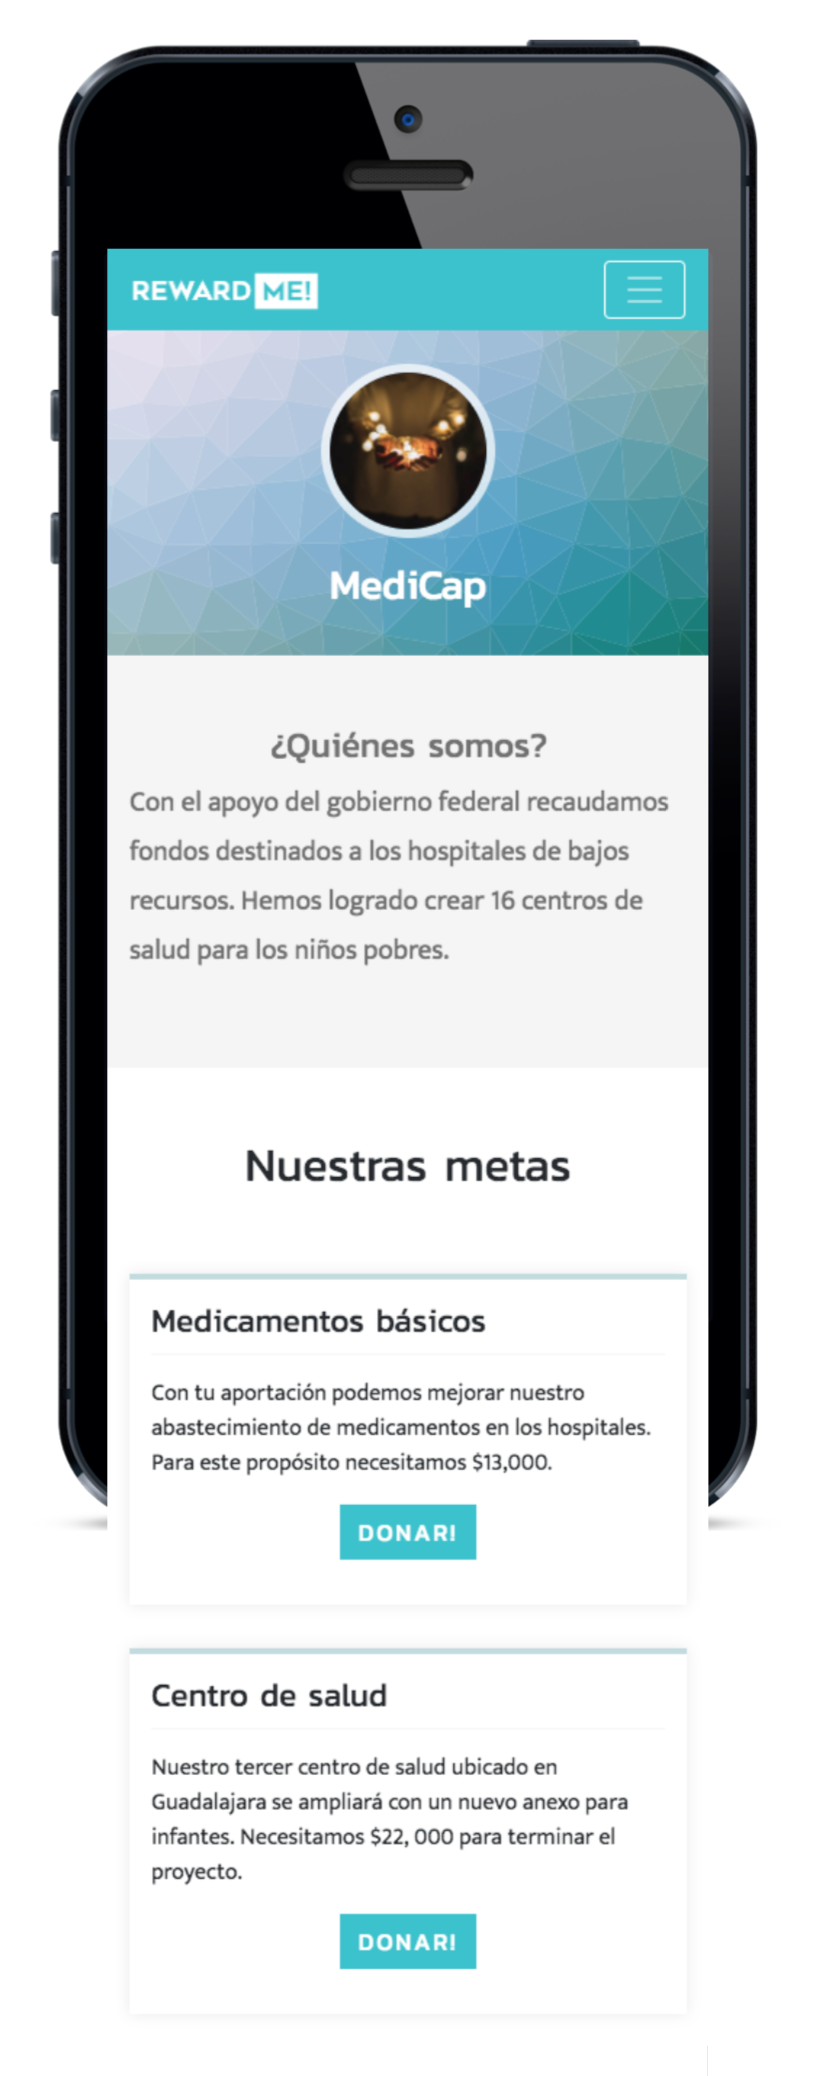 REWARD ME!
MediCap
¿Quiénes somos?
Con el apoyo del gobierno federal recaudamos
fondos destinados a los hospitales de bajos
recursos. Hemos logrado crear 16 centros de
salud para los niños pobres.
Nuestras metas
Medicamentos básicos
Con tu aportación podemos mejorar nuestro
abastecimiento de medicamentos en los hospitales.
Para este propósito necesitamos $13,000.
DONAR!
Centro de salud
Nuestro tercer centro de salud ubicado en
Guadalajara se ampliará con un nuevo anexo para
infantes. Necesitamos $22, 000 para terminar el
proyecto.
DONAR!